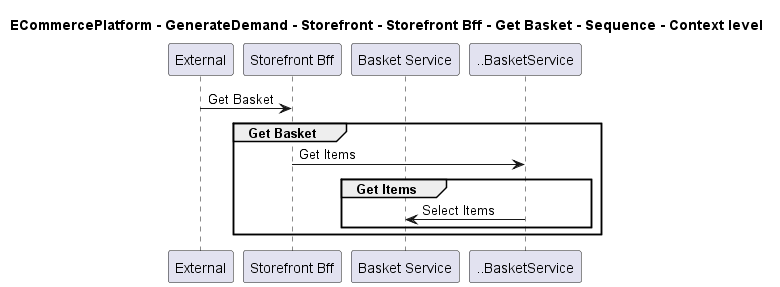 ECommercePlatform - GenerateDemand - Storefront - Storefront Bff - Get Basket - Sequence - Context level
External Storefront Bff Basket Service ..BasketService
Get Basket
Get Basket
Get Items
Get Items
Select Items
External Storefront Bff Basket Service ..BasketService